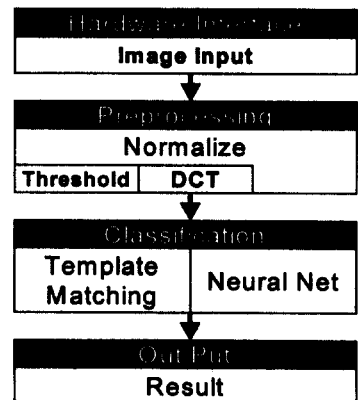 Hardware Interface
Image Input
Preprocessing
Normalize
Threshold DCT
Classification
Template Matching Neural Net
Out Put
Result